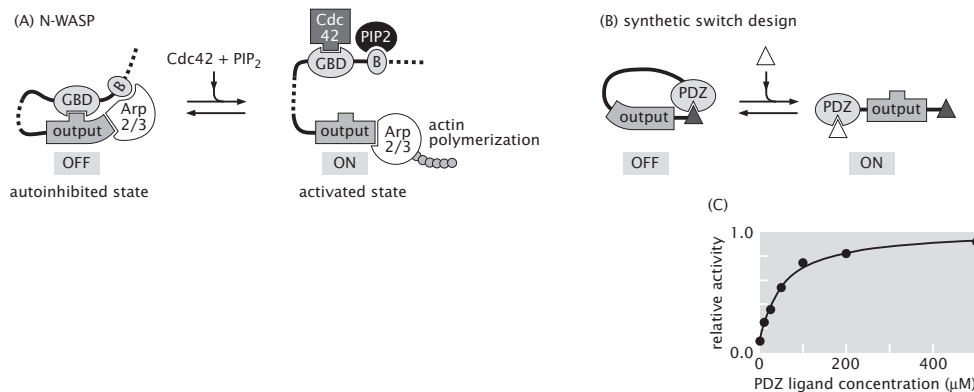 (A) N-WASP
Cdc42 + PIP2
GBD
B
Arp
2/3
output
OFF
autoinhibited state
Cdc
42
PIP2
GBD
B
output
Arp
2/3
actin
polymerization
ON
activated state
(B) synthetic switch design
PDZ
output
OFF
PDZ
output
ON
(C)
1.0
relative activity
0.0
0
200
400
PDZ ligand concentration (μM)